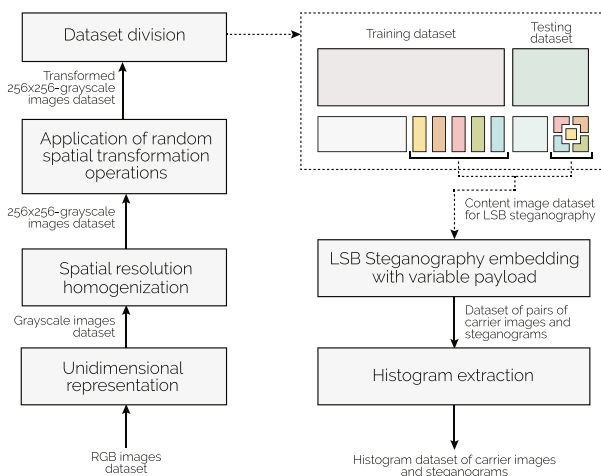 Dataset division
Transformed
256x256-grayscale
images dataset
Application of random
spatial transformation
operations
256x256-grayscale
images dataset
Spatial resolution
homogenization
Grayscale images
dataset
Unidimensional
representation
RGB images
dataset
Training dataset
Testing
dataset
Content image dataset
for LSB steganography
LSB Steganography embedding
with variable payload
Dataset of pairs of
carrier images and
steganograms
Histogram extraction
Histogram dataset of carrier images
and steganograms